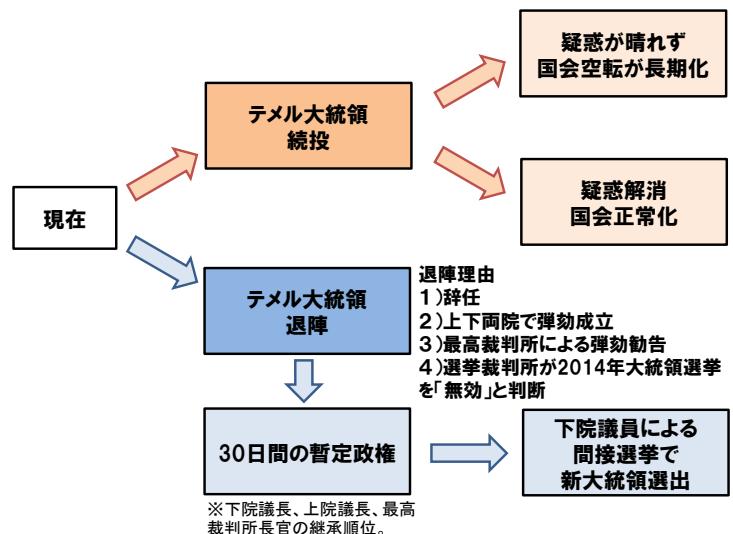 疑惑が晴れず
国会空転が長期化
テメル大統領
続投
疑惑解消
国会正常化
現在
テメル大統領
退陣
退陣理由
１）辞任
２）上下両院で弾劾成立
３）最高裁判所による弾劾勧告
４）選挙裁判所が2014年大統領選挙
を「無効」と判断
30日間の暫定政権
下院議員による
間接選挙で
新大統領選出
※下院議長、上院議長、最高
裁判所長官の継承順位。